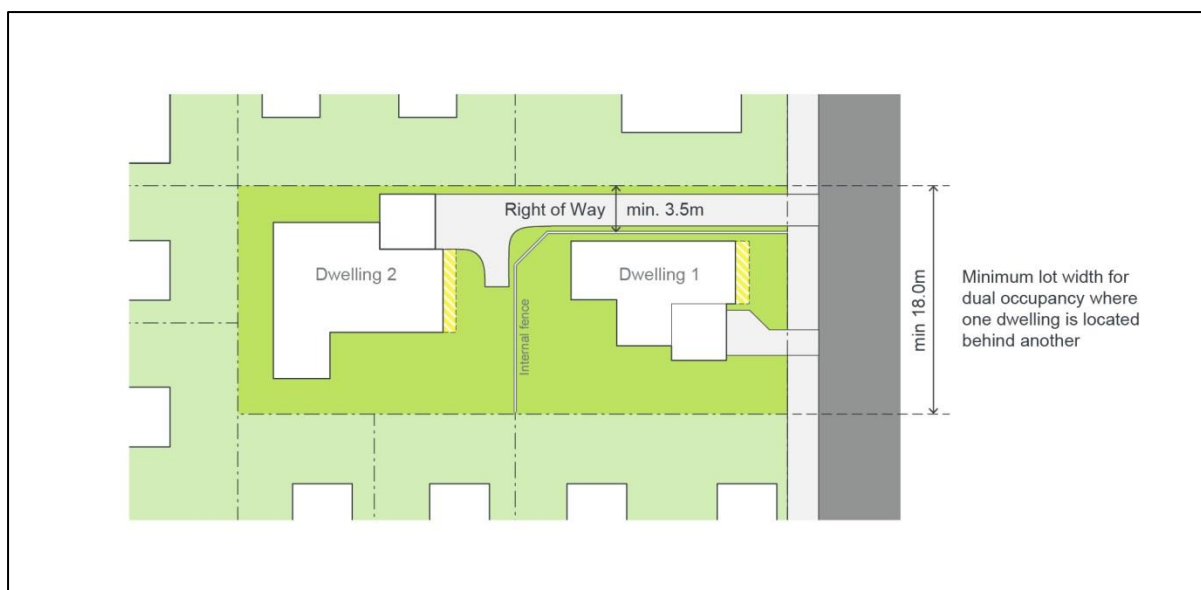 Right of Way min. 3.5m
Dwelling 2
Dwelling 1
Internal fence
min 18.0m
Minimum lot width for
dual occupancy where
one dwelling is located
behind another